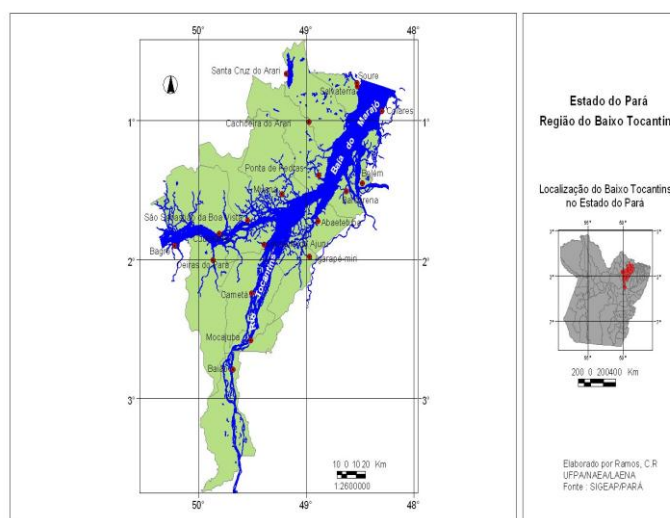 50°
49°
48°
Santa Cruz do Arari
Soure
Salvaterra
Colares
1°
Cachoeira do Arari
Baía do Marajó
Ponta de Pedras
Belém
Muaná
Barcarena
São Sebastião da Boa Vista
Abaetetuba
Bagre
Oeiras do Pará
Igarapé-miri
2°
2°
Rio Tocantins
Cametá
Mocajuba
Baião
3°
3°
10 0 10 20 Km
1:2600000
50°
49°
48°
Estado do Pará
Região do Baixo Tocantin
Localização do Baixo Tocantins
no Estado do Pará
200 0 200400 Km
Elaborado por Ramos, C.R
UFPA/NAEA/LAENA
Fonte : SIGEAP/PARÁ